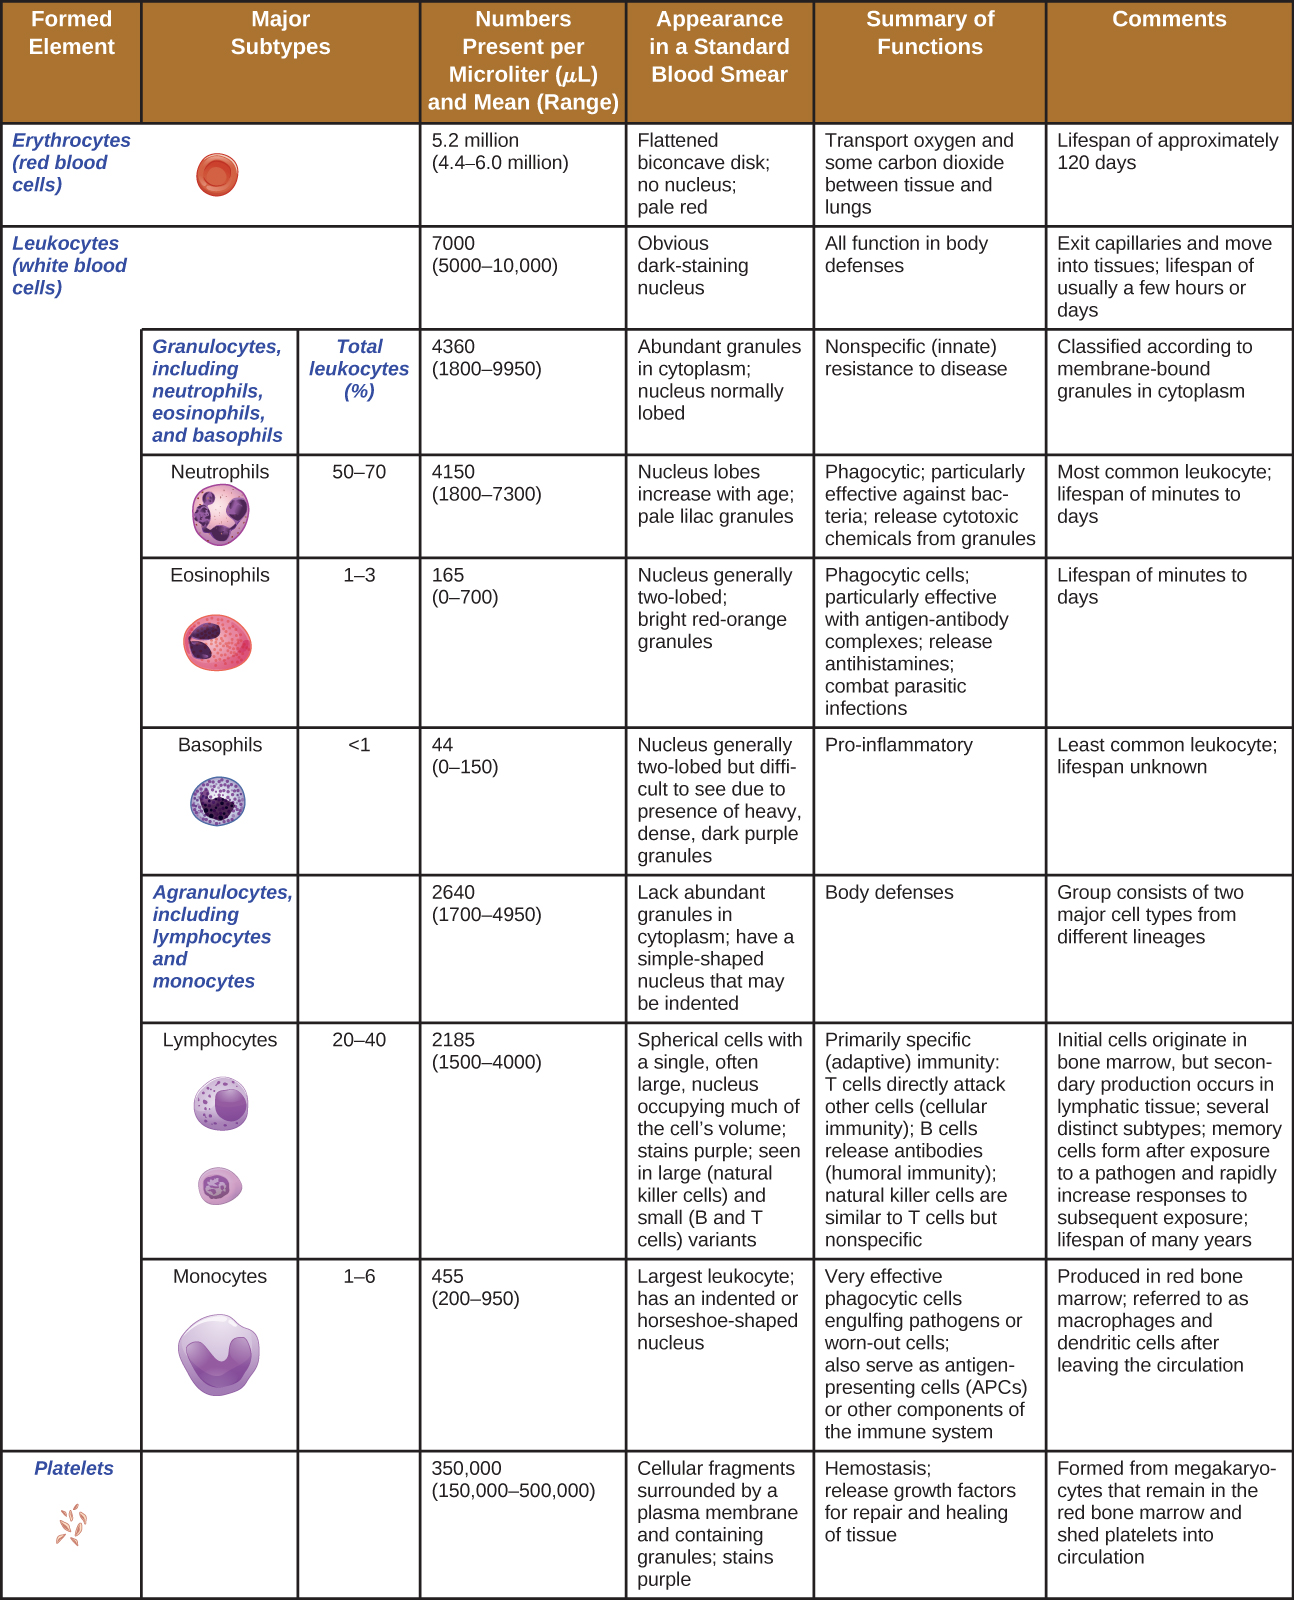 Formed
Element
Major
Subtypes
Numbers
Present per
Microliter (μL)
and Mean (Range)
Appearance
in a Standard
Blood Smear
Summary of
Functions
Comments
Erythrocytes
(red blood
cells)
5.2 million
(4.4–6.0 million)
Flattened
biconcave disk;
no nucleus;
pale red
Transport oxygen and
some carbon dioxide
between tissue and
lungs
Lifespan of approximately
120 days
Leukocytes
(white blood
cells)
7000
(5000–10,000)
Obvious
dark-staining
nucleus
All function in body
defenses
Exit capillaries and move
into tissues; lifespan of
usually a few hours or
days
Granulocytes,
including
neutrophils,
eosinophils,
and basophils
Total
leukocytes
(%)
4360
(1800–9950)
Abundant granules
in cytoplasm;
nucleus normally
lobed
Nonspecific (innate)
resistance to disease
Classified according to
membrane-bound
granules in cytoplasm
Neutrophils
50–70
4150
(1800–7300)
Nucleus lobes
increase with age;
pale lilac granules
Phagocytic; particularly
effective against bac-
teria; release cytotoxic
chemicals from granules
Most common leukocyte;
lifespan of minutes to
days
Eosinophils
1–3
165
(0–700)
Nucleus generally
two-lobed;
bright red-orange
granules
Phagocytic cells;
particularly effective
with antigen-antibody
complexes; release
antihistamines;
combat parasitic
infections
Lifespan of minutes to
days
Basophils
<1
44
(0–150)
Nucleus generally
two-lobed but diffi-
cult to see due to
presence of heavy,
dense, dark purple
granules
Pro-inflammatory
Least common leukocyte;
lifespan unknown
Agranulocytes,
including
lymphocytes
and
monocytes
2640
(1700–4950)
Lack abundant
granules in
cytoplasm; have a
simple-shaped
nucleus that may
be indented
Body defenses
Group consists of two
major cell types from
different lineages
Lymphocytes
20–40
2185
(1500–4000)
Spherical cells with
a single, often
large, nucleus
occupying much of
the cell's volume;
stains purple; seen
in large (natural
killer cells) and
small (B and T
cells) variants
Primarily specific
(adaptive) immunity:
T cells directly attack
other cells (cellular
immunity); B cells
release antibodies
(humoral immunity);
natural killer cells are
similar to T cells but
nonspecific
Initial cells originate in
bone marrow, but secon-
dary production occurs in
lymphatic tissue; several
distinct subtypes; memory
cells form after exposure
to a pathogen and rapidly
increase responses to
subsequent exposure;
lifespan of many years
Monocytes
1–6
455
(200–950)
Largest leukocyte;
has an indented or
horseshoe-shaped
nucleus
Very effective
phagocytic cells
engulfing pathogens or
worn-out cells;
also serve as antigen-
presenting cells (APCs)
or other components of
the immune system
Produced in red bone
marrow; referred to as
macrophages and
dendritic cells after
leaving the circulation
Platelets
350,000
(150,000–500,000)
Cellular fragments
surrounded by a
plasma membrane
and containing
granules; stains
purple
Hemostasis;
release growth factors
for repair and healing
of tissue
Formed from megakaryo-
cytes that remain in the
red bone marrow and
shed platelets into
circulation